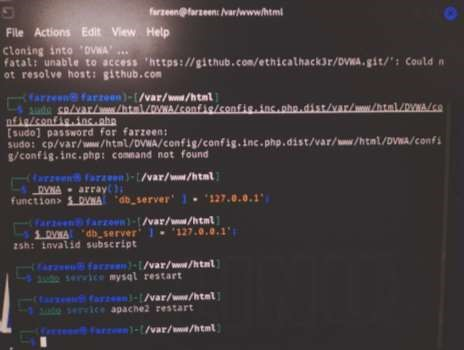 farzeen@farzeen: /var/www/html
File Actions Edit View Help
Cloning into 'DVWA'...
fatal: unable to access 'https://github.com/ethicalhack3r/DVWA.git/': Could n
ot resolve host: github.com
┌──(farzeen㉿farzeen)-[/var/www/html]
└─$ sudo cp/var/www/html/DVWA/config/config.inc.php.dist/var/www/html/DVWA/co
nfig/config.inc.php
[sudo] password for farzeen:
sudo: cp/var/www/html/DVWA/config/config.inc.php.dist/var/www/html/DVWA/confi
g/config.inc.php: command not found
┌──(farzeen㉿farzeen)-[/var/www/html]
└─$ _DVWA = array();
function> $_DVWA[ 'db_server' ] = '127.0.0.1';
┌──(farzeen㉿farzeen)-[/var/www/html]
└─$ $_DVWA[ 'db_server' ] = '127.0.0.1';
zsh: invalid subscript
┌──(farzeen㉿farzeen)-[/var/www/html]
└─$ sudo service mysql restart
┌──(farzeen㉿farzeen)-[/var/www/html]
└─$ sudo service apache2 restart
┌──(farzeen㉿farzeen)-[/var/www/html]
└─$